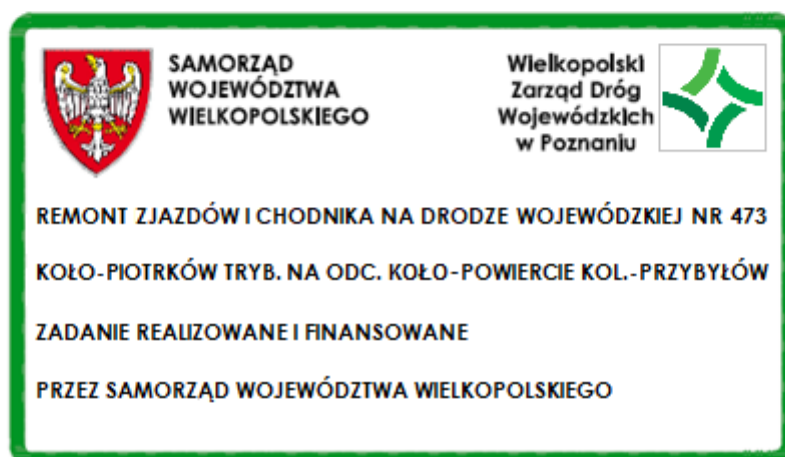 SAMORZĄD
WOJEWÓDZTWA
WIELKOPOLSKIEGO
Wielkopolski
Zarząd Dróg
Wojewódzkich
w Poznaniu
REMONT ZJAZDÓW I CHODNIKA NA DRODZE WOJEWÓDZKIEJ NR 473
KOŁO-PIOTRKÓW TRYB. NA ODC. KOŁO-POWIERCIE KOL.-PRZYBYŁÓW
ZADANIE REALIZOWANE I FINANSOWANE
PRZEZ SAMORZĄD WOJEWÓDZTWA WIELKOPOLSKIEGO